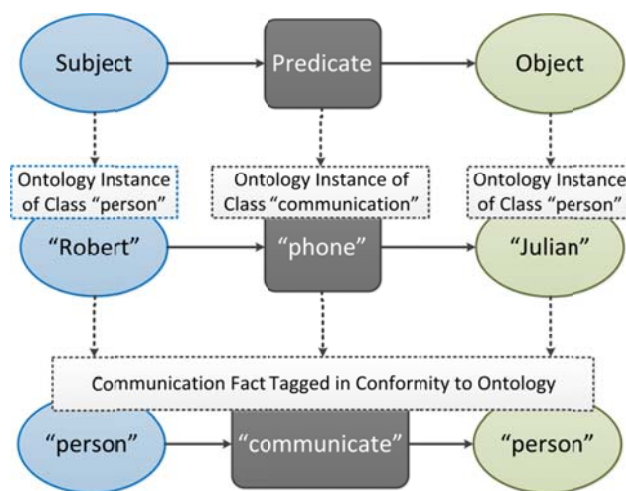 Subject
Predicate
Object
Ontology Instance
of Class “person”
Ontology Instance of
Class “communication”
Ontology Instance
of Class “person”
“Robert”
“phone”
“Julian”
Communication Fact Tagged in Conformity to Ontology
“person”
“communicate”
“person”